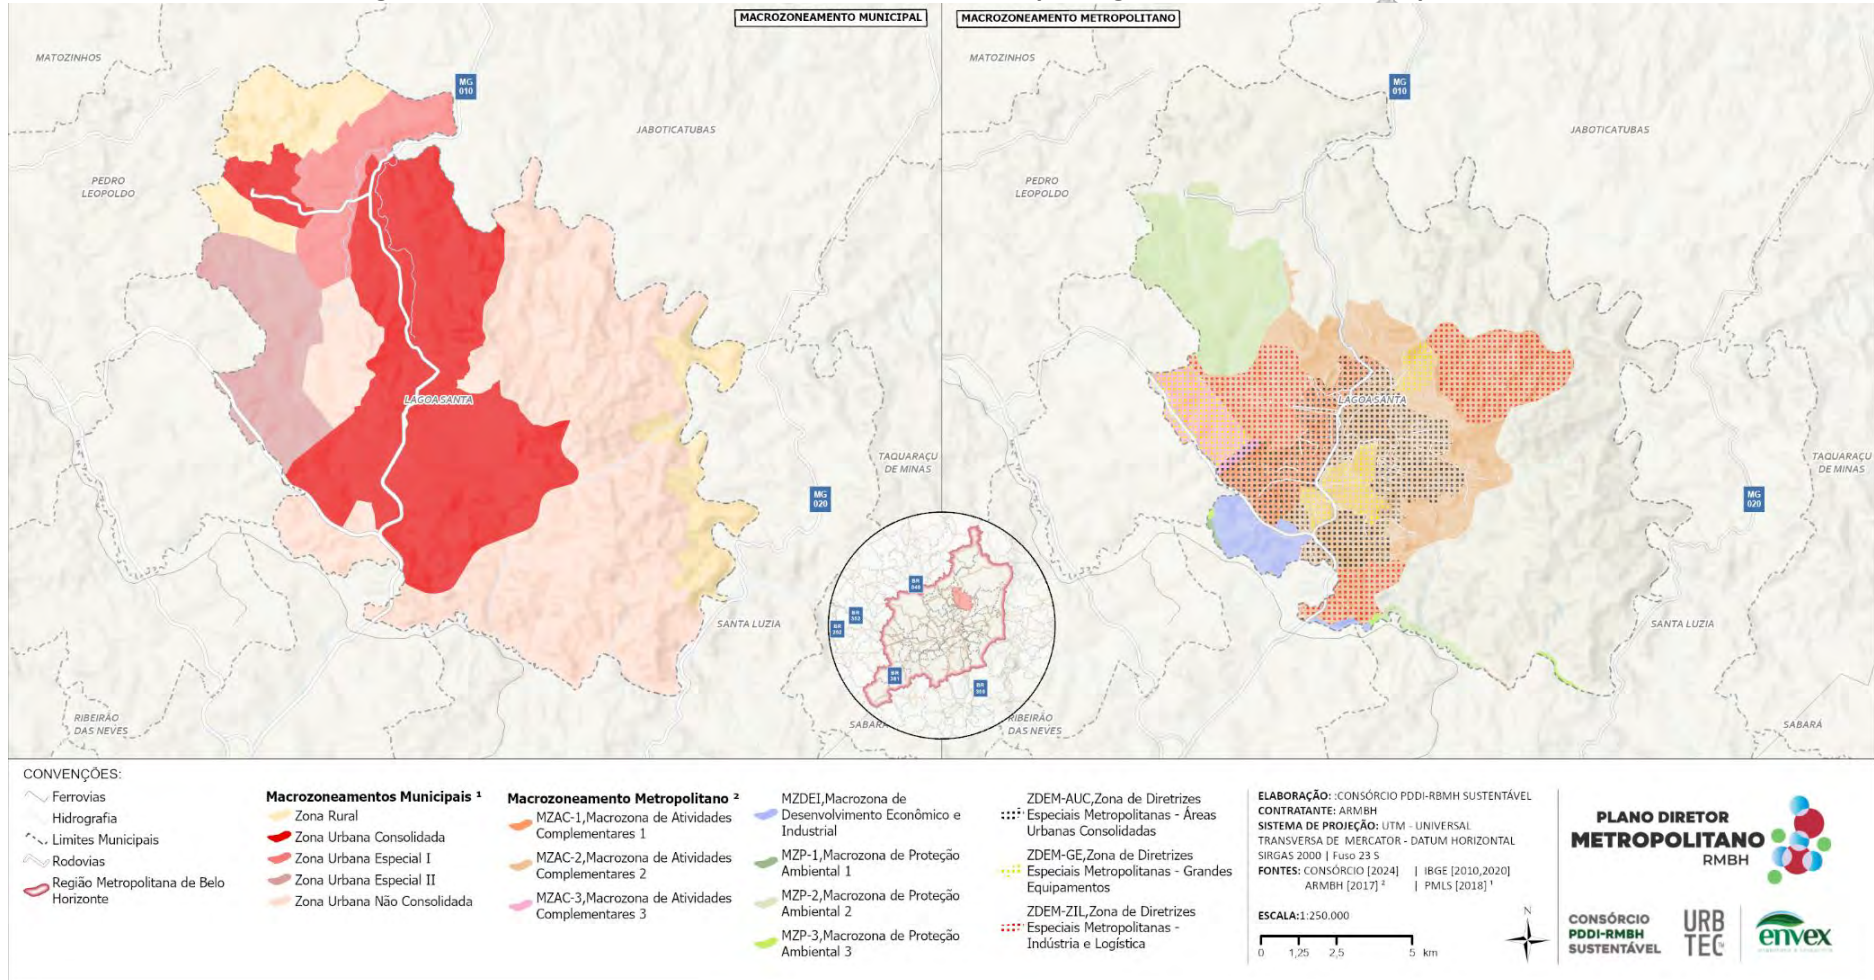 MACROZONEAMENTO MUNICIPAL
MACROZONEAMENTO METROPOLITANO
MATOZINHOS
MG
010
JABOTICATUBAS
PEDRO
LEOPOLDO
LAGOA SANTA
TAQUARAÇU
DE MINAS
MG
020
SANTA LUZIA
RIBEIRÃO
DAS NEVES
SABARÁ
MATOZINHOS
MG
010
JABOTICATUBAS
PEDRO
LEOPOLDO
LAGOA SANTA
TAQUARAÇU
DE MINAS
MG
020
SANTA LUZIA
RIBEIRÃO
DAS NEVES
SABARÁ
BR
040
BR
381
CONVENÇÕES:
Ferrovias
Hidrografia
Limites Municipais
Rodovias
Região Metropolitana de Belo
Horizonte
Macrozoneamentos Municipais ¹
Zona Rural
Zona Urbana Consolidada
Zona Urbana Especial I
Zona Urbana Especial II
Zona Urbana Não Consolidada
Macrozoneamento Metropolitano ²
MZAC-1,Macrozona de Atividades
Complementares 1
MZAC-2,Macrozona de Atividades
Complementares 2
MZAC-3,Macrozona de Atividades
Complementares 3
MZDEI,Macrozona de
Desenvolvimento Econômico e
Industrial
MZP-1,Macrozona de Proteção
Ambiental 1
MZP-2,Macrozona de Proteção
Ambiental 2
MZP-3,Macrozona de Proteção
Ambiental 3
ZDEM-AUC,Zona de Diretrizes
Especiais Metropolitanas - Áreas
Urbanas Consolidadas
ZDEM-GE,Zona de Diretrizes
Especiais Metropolitanas - Grandes
Equipamentos
ZDEM-ZIL,Zona de Diretrizes
Especiais Metropolitanas -
Indústria e Logística
ELABORAÇÃO: :CONSÓRCIO PDDI-RBMH SUSTENTÁVEL
CONTRATANTE: ARMBH
SISTEMA DE PROJEÇÃO: UTM - UNIVERSAL
TRANSVERSA DE MERCATOR - DATUM HORIZONTAL
SIRGAS 2000 | Fuso 23 S
FONTES: CONSÓRCIO [2024] | IBGE [2010,2020]
ARMBH [2017] ² | PMLS [2018] ¹
ESCALA:1:250.000
0 1,25 2,5 5 km
N
PLANO DIRETOR
METROPOLITANO
RMBH
CONSÓRCIO
PDDI-RMBH
SUSTENTÁVEL
URB
TEC
envex